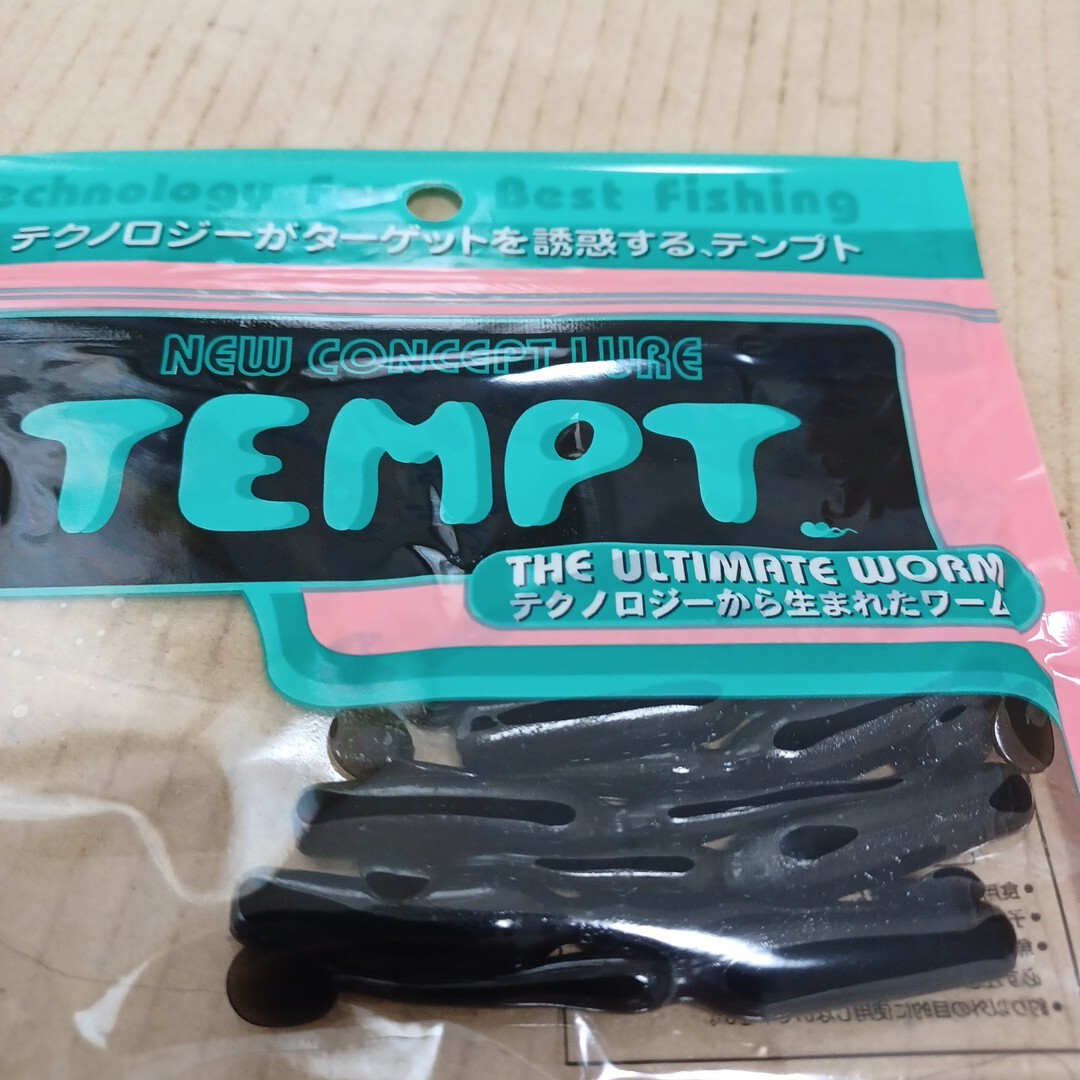 echnology For Best Fishing
テクノロジーがターゲットを誘惑する、テンプト
NEW CONCEPT LURE
TEMPT
THE ULTIMATE WORM
テクノロジーから生まれたワーム